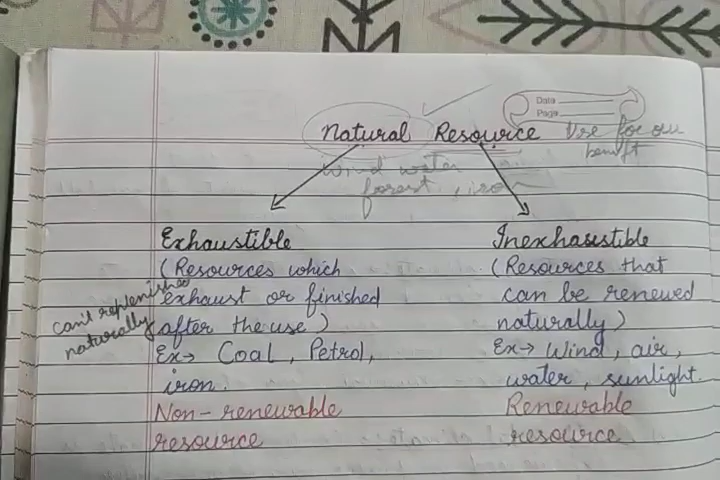 Date
Page
Natural Resource Use for our
benefit
wind water
forest, iron
Exhaustible
(Resources which
exhaust or finished
after the use)
Ex→ Coal, Petrol,
iron.
Non-renewable
resource
can't replenished
naturally
Inexhaustible
(Resources that
can be renewed
naturally)
Ex→ Wind, air,
water, sunlight.
Renewable
resource